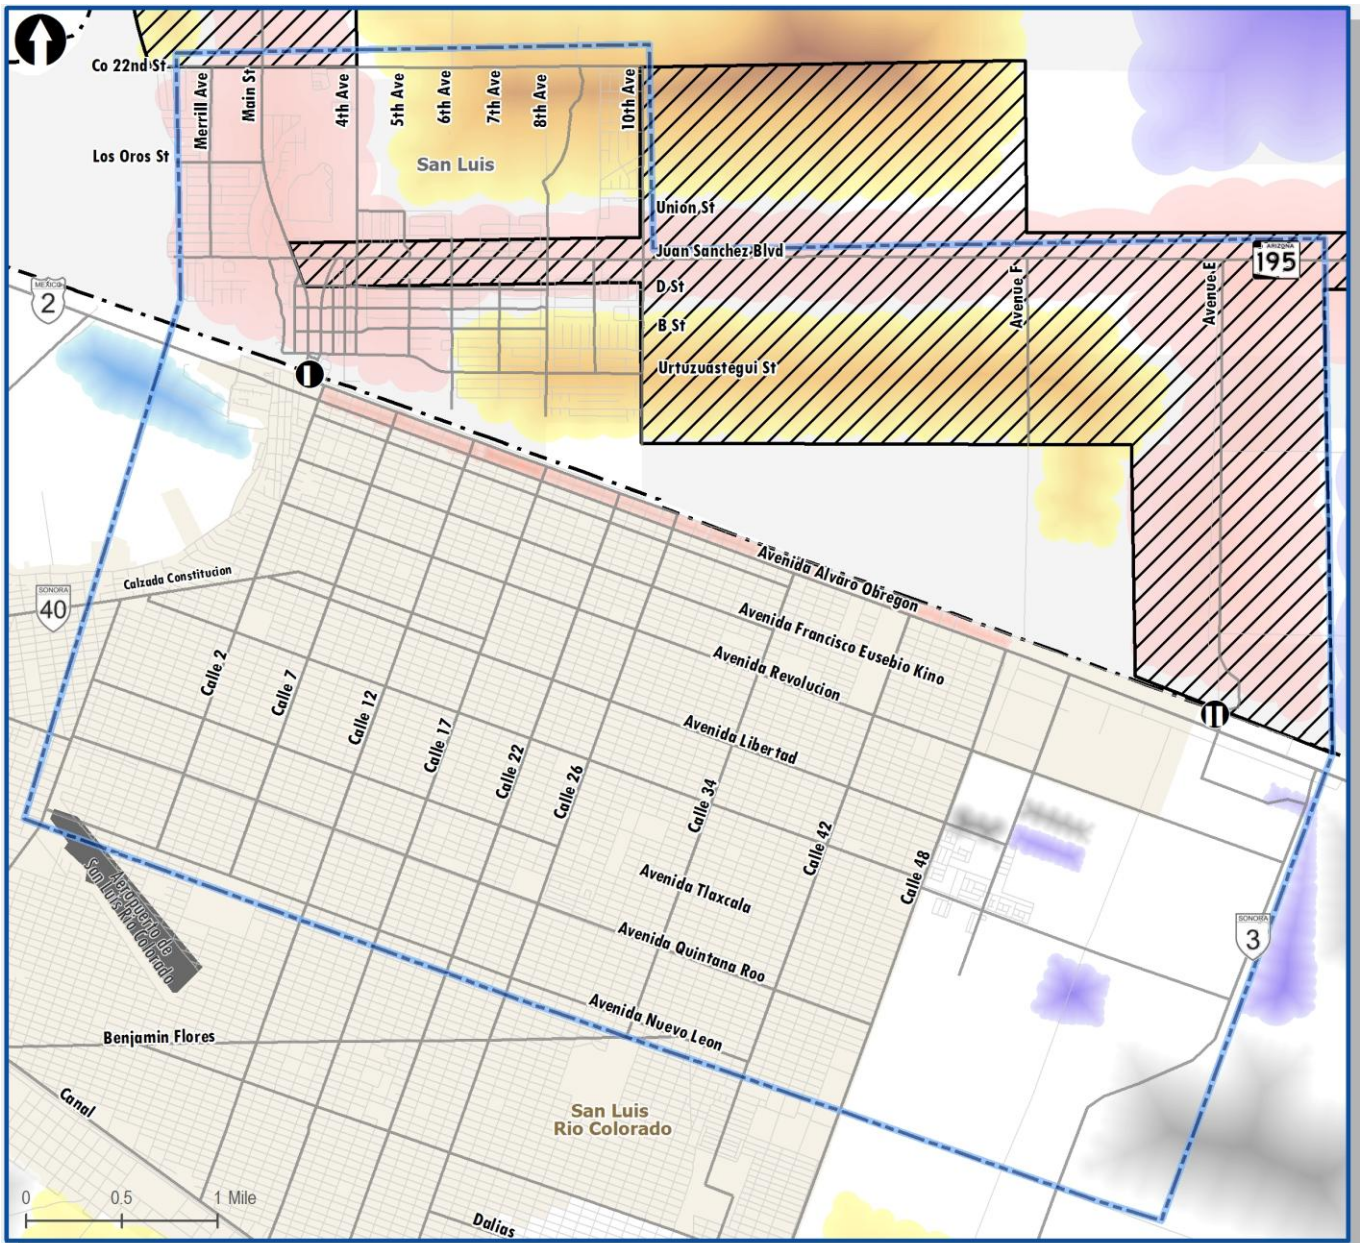 Co 22nd St
Merrill Ave
Main St
4th Ave
5th Ave
6th Ave
7th Ave
8th Ave
10th Ave
Los Oros St
San Luis
Union St
Juan Sanchez Blvd
ARIZONA
195
D St
Avenue F
Avenue E
MEXICO
2
B St
Urtuzuastegui St
I
Avenida Alvaro Obregon
Calzada Constitucion
SONORA
40
Avenida Francisco Eusebio Kino
Avenida Revolucion
Calle 2
Calle 7
Calle 12
Calle 17
Calle 22
Calle 26
Calle 34
Calle 42
Calle 48
Avenida Libertad
II
Avenida Tlaxcala
Aeropuerto de
San Luis Rio Colorado
Avenida Quintana Roo
SONORA
3
Avenida Nuevo Leon
Benjamin Flores
Canal
San Luis
Rio Colorado
0 0.5 1 Mile
Dalias